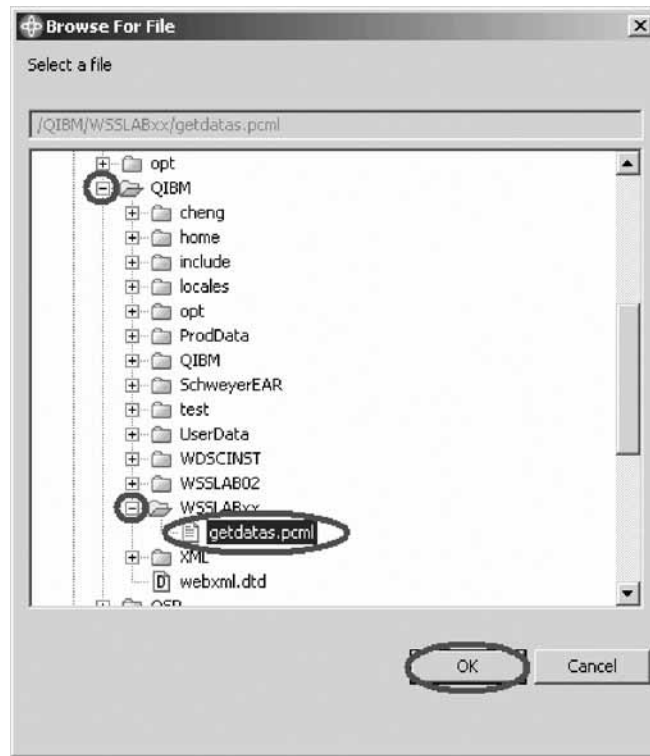 Browse For File
Select a file
/QIBM/WSSLABxx/getdatas.pcml
opt
QIBM
cheng
home
include
locales
opt
ProdData
QIBM
SchweyerEAR
test
UserData
WDSCINST
WSSLAB02
WSSLABxx
getdatas.pcml
XML
webxml.dtd
OK Cancel